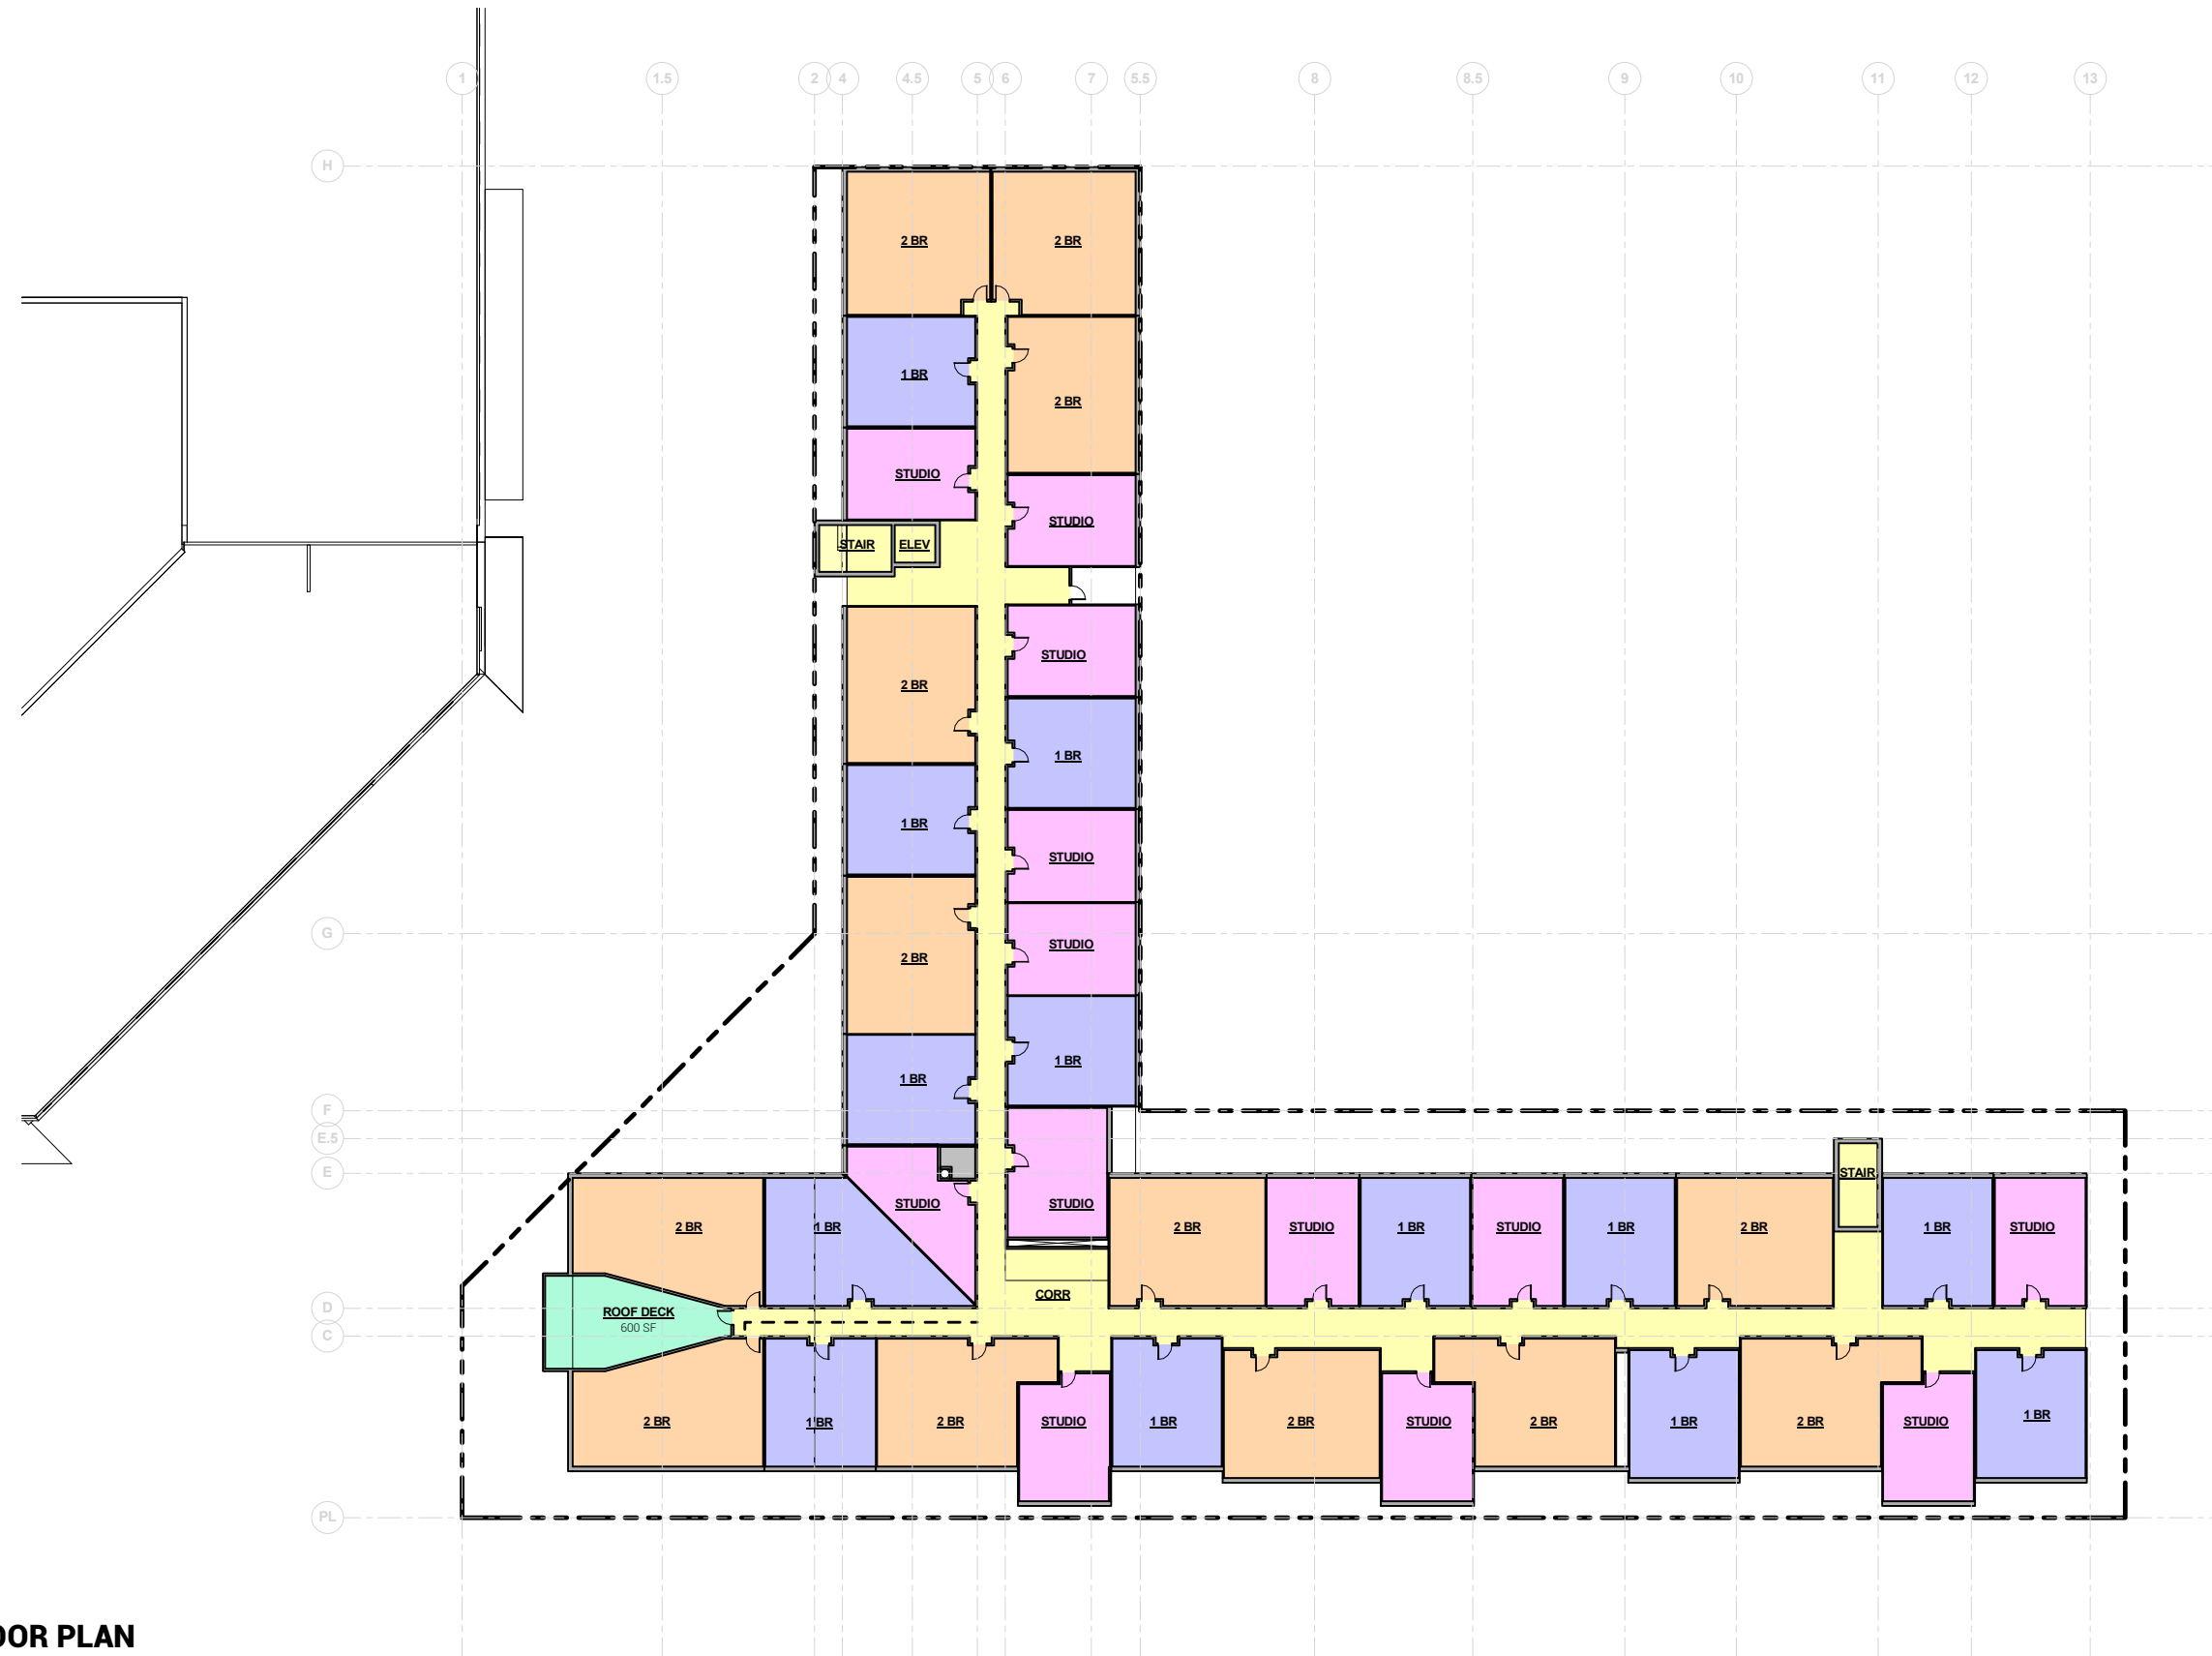 1 1.5 2 4 4.5 5 6 7 5.5 8 8.5 9 10 11 12 13
H
2 BR 2 BR
1 BR
2 BR
STUDIO
STUDIO
STAIR ELEV
STUDIO
2 BR
1 BR
1 BR
STUDIO
G
STUDIO
2 BR
1 BR
1 BR
F
E.5
E
STAIR
STUDIO STUDIO
2 BR 1 BR 2 BR STUDIO 1 BR STUDIO 1 BR 2 BR 1 BR STUDIO
CORR
D
ROOF DECK
600 SF
C
2 BR 1 BR 2 BR STUDIO 1 BR 2 BR STUDIO 2 BR 1 BR 2 BR STUDIO 1 BR
PL
OOR PLAN